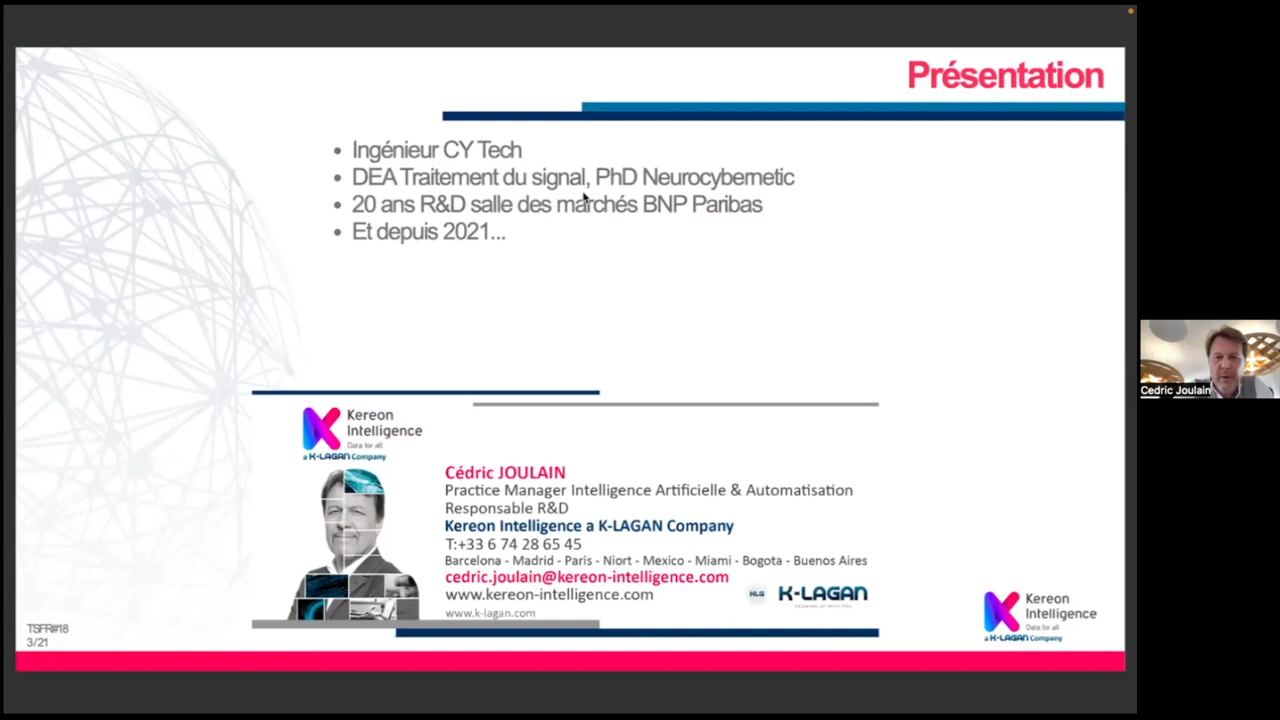 Présentation
• Ingénieur CY Tech
• DEA Traitement du signal, PhD Neurocybernetic
• 20 ans R&D salle des marchés BNP Paribas
• Et depuis 2021...
Cedric Joulain
Kereon
Intelligence
Data for all
a K-LAGAN Company
Cédric JOULAIN
Practice Manager Intelligence Artificielle & Automatisation
Responsable R&D
Kereon Intelligence a K-LAGAN Company
T:+33 6 74 28 65 45
Barcelona - Madrid - Paris - Niort - Mexico - Miami - Bogota - Buenos Aires
cedric.joulain@kereon-intelligence.com
www.kereon-intelligence.com
KLG
K-LAGAN
www.k-lagan.com
Kereon
Intelligence
Data for all
a K-LAGAN Company
TSFR#18
3/21